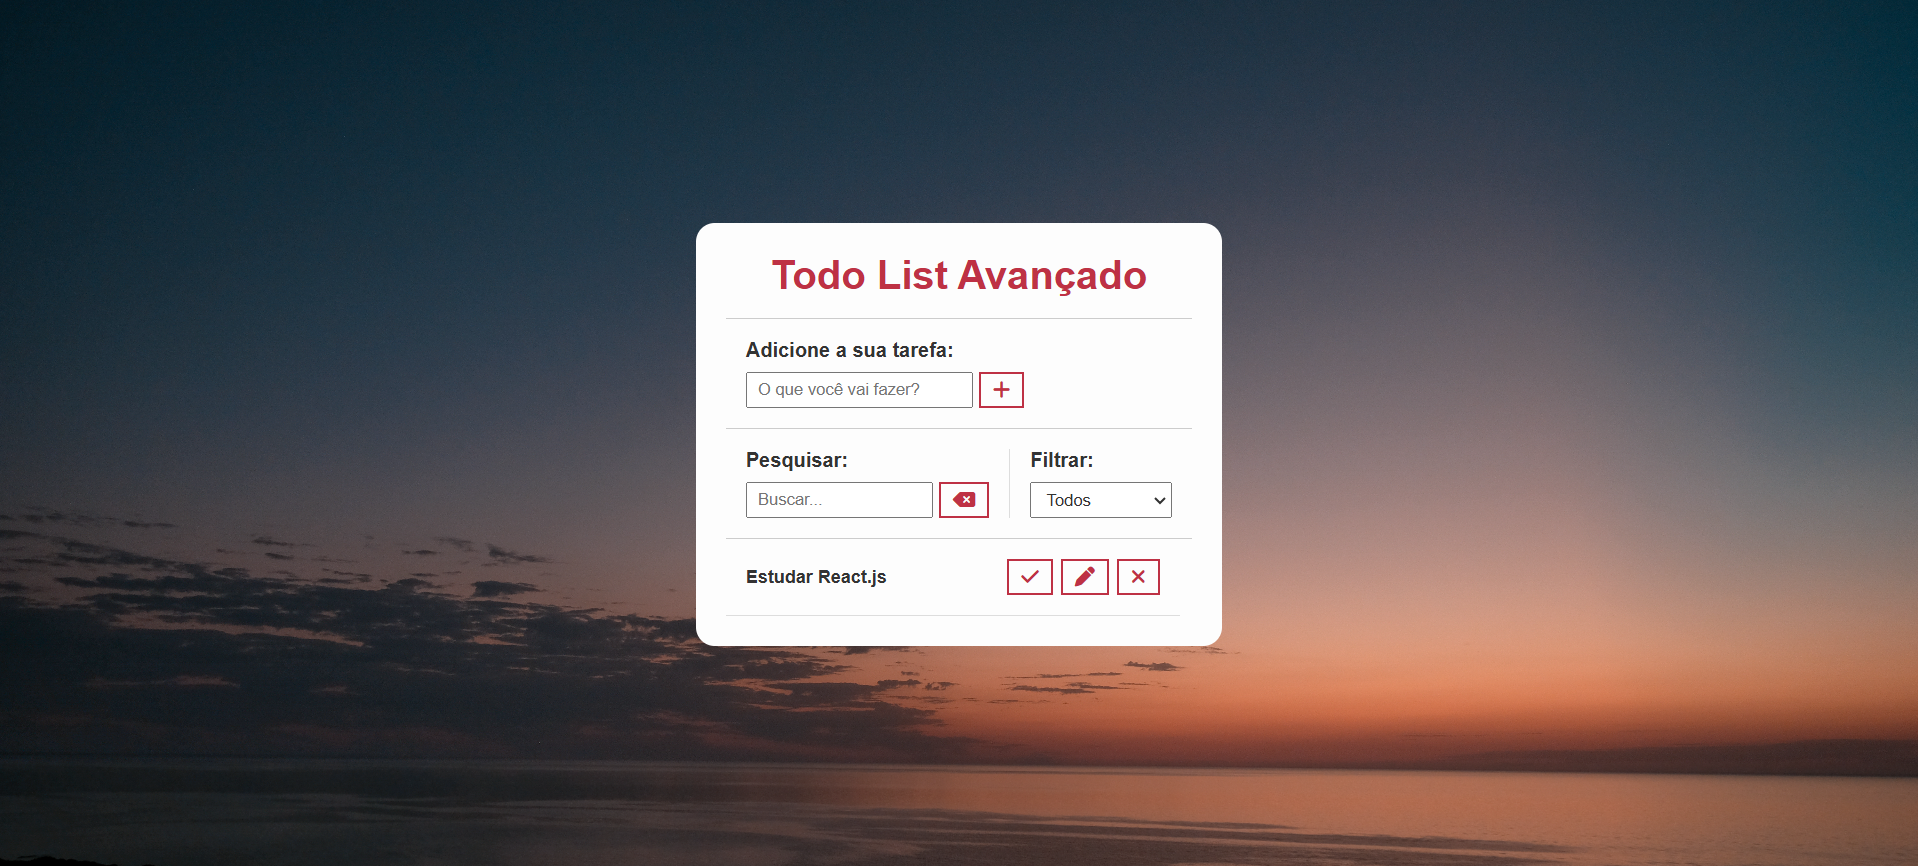 Todo List Avançado
Adicione a sua tarefa:
O que você vai fazer?
Pesquisar:
Filtrar:
Buscar...
Todos
Estudar React.js